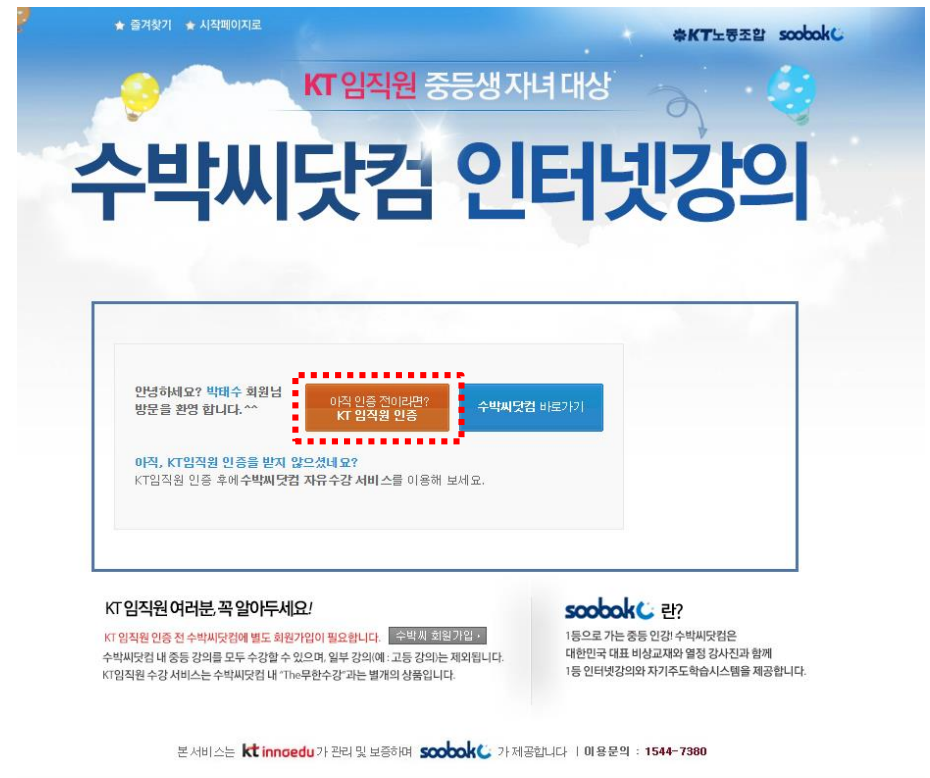 ★ 즐겨찾기 ★ 시작페이지로
KT노동조합 soobakC
KT 임직원 중등생 자녀 대상
수박씨닷컴 인터넷강의
안녕하세요? 박태수 회원님
방문을 환영 합니다.^^
아직 인증 전이라면?
KT 임직원 인증
수박씨닷컴 바로가기
아직, KT임직원 인증을 받지 않으셨네요?
KT임직원 인증 후에 수박씨닷컴 자유수강 서비스를 이용해 보세요.
KT 임직원 여러분, 꼭 알아두세요!
KT 임직원 인증 전 수박씨닷컴에 별도 회원가입이 필요합니다. 수박씨 회원가입
수박씨닷컴 내 중등 강의를 모두 수강할 수 있으며, 일부 강의(예 : 고등 강의)는 제외됩니다.
KT임직원 수강 서비스는 수박씨닷컴 내 "The무한수강"과는 별개의 상품입니다.
soobakC 란?
1등으로 가는 중등 인강! 수박씨닷컴은
대한민국 대표 비상교재와 열정 강사진과 함께
1등 인터넷강의와 자기주도학습시스템을 제공합니다.
본 서비스는 kt innoedu 가 관리 및 보증하며 soobakC 가 제공합니다 | 이용문의 : 1544-7380